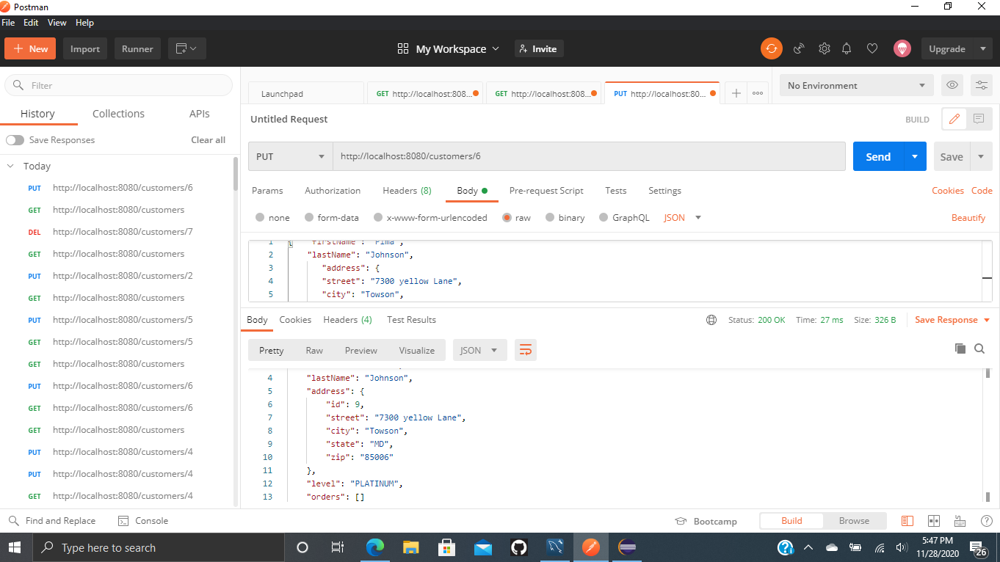 Postman
File Edit View Help
New Import Runner My Workspace Invite Upgrade
Filter
History Collections APIs
Save Responses Clear all
Today
PUT http://localhost:8080/customers/6
GET http://localhost:8080/customers
DEL http://localhost:8080/customers/7
GET http://localhost:8080/customers
PUT http://localhost:8080/customers/2
GET http://localhost:8080/customers
PUT http://localhost:8080/customers/5
GET http://localhost:8080/customers/5
GET http://localhost:8080/customers
PUT http://localhost:8080/customers/6
GET http://localhost:8080/customers/6
GET http://localhost:8080/customers
PUT http://localhost:8080/customers/4
PUT http://localhost:8080/customers/4
GET http://localhost:8080/customers/4
Launchpad GET http://localhost:808... GET http://localhost:808... PUT http://localhost:80... No Environment
Untitled Request BUILD
PUT http://localhost:8080/customers/6 Send Save
Params Authorization Headers (8) Body Pre-request Script Tests Settings Cookies Code
none form-data x-www-form-urlencoded raw binary GraphQL JSON Beautify
1 { "firstName": "Pima",
2 "lastName": "Johnson",
3 "address": {
4 "street": "7300 yellow Lane",
5 "city": "Towson",
Body Cookies Headers (4) Test Results Status: 200 OK Time: 27 ms Size: 326 B Save Response
Pretty Raw Preview Visualize JSON
4 "lastName": "Johnson",
5 "address": {
6 "id": 9,
7 "street": "7300 yellow Lane",
8 "city": "Towson",
9 "state": "MD",
10 "zip": "85006"
11 },
12 "level": "PLATINUM",
13 "orders": []
Find and Replace Console Bootcamp Build Browse
Type here to search
5:47 PM
11/28/2020
26